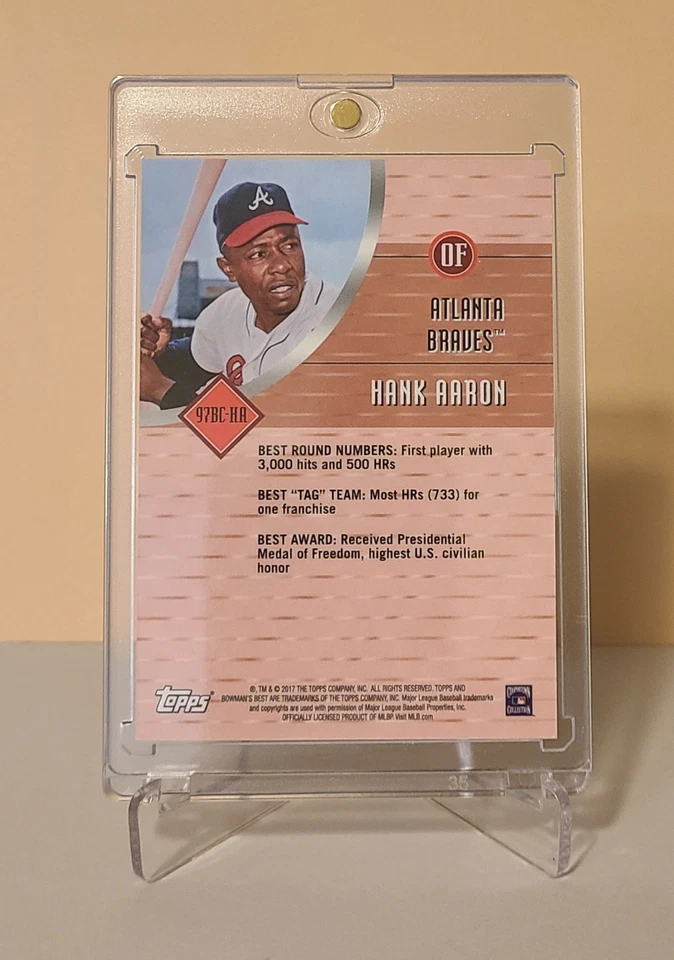 A
OF
ATLANTA
BRAVES™
HANK AARON
97BC-HA
BEST ROUND NUMBERS: First player with
3,000 hits and 500 HRs
BEST "TAG" TEAM: Most HRs (733) for
one franchise
BEST AWARD: Received Presidential
Medal of Freedom, highest U.S. civilian
honor
topps®
®, TM & © 2017 THE TOPPS COMPANY, INC. ALL RIGHTS RESERVED. TOPPS AND
BOWMAN'S BEST ARE TRADEMARKS OF THE TOPPS COMPANY, INC. Major League Baseball trademarks
and copyrights are used with permission of Major League Baseball Properties, Inc.
OFFICIALLY LICENSED PRODUCT OF MLBP. Visit MLB.com
COOPERSTOWN
COLLECTION
35